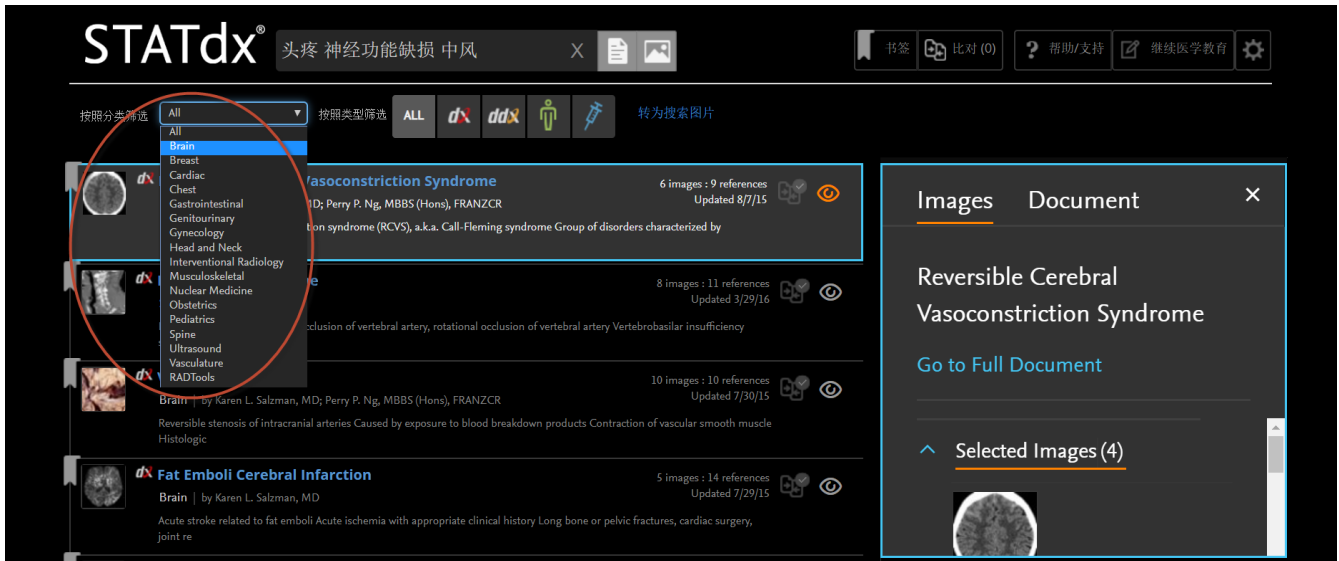 STATdx®
头疼 神经功能缺损 中风 X
书签 比对 (0) ? 帮助/支持 继续医学教育
按照分类筛选 All 按照类型筛选 ALL dx ddx 转为搜索图片
All
Brain
Breast
Cardiac
Chest
Gastrointestinal
Genitourinary
Gynecology
Head and Neck
Interventional Radiology
Musculoskeletal
Nuclear Medicine
Obstetrics
Pediatrics
Spine
Ultrasound
Vasculature
RADTools
dx Vasoconstriction Syndrome
6 images : 9 references
MD; Perry P. Ng, MBBS (Hons), FRANZCR
Updated 8/7/15
syndrome (RCVS), a.k.a. Call-Fleming syndrome Group of disorders characterized by
dx
8 images : 11 references
Updated 3/29/16
occlusion of vertebral artery, rotational occlusion of vertebral artery Vertebrobasilar insufficiency
dx
10 images : 10 references
Brain | by Karen L. Salzman, MD; Perry P. Ng, MBBS (Hons), FRANZCR
Updated 7/30/15
Reversible stenosis of intracranial arteries Caused by exposure to blood breakdown products Contraction of vascular smooth muscle
Histologic
dx Fat Emboli Cerebral Infarction
5 images : 14 references
Brain | by Karen L. Salzman, MD
Updated 7/29/15
Acute stroke related to fat emboli Acute ischemia with appropriate clinical history Long bone or pelvic fractures, cardiac surgery,
joint re
Images Document ×
Reversible Cerebral
Vasoconstriction Syndrome
Go to Full Document
Selected Images (4)